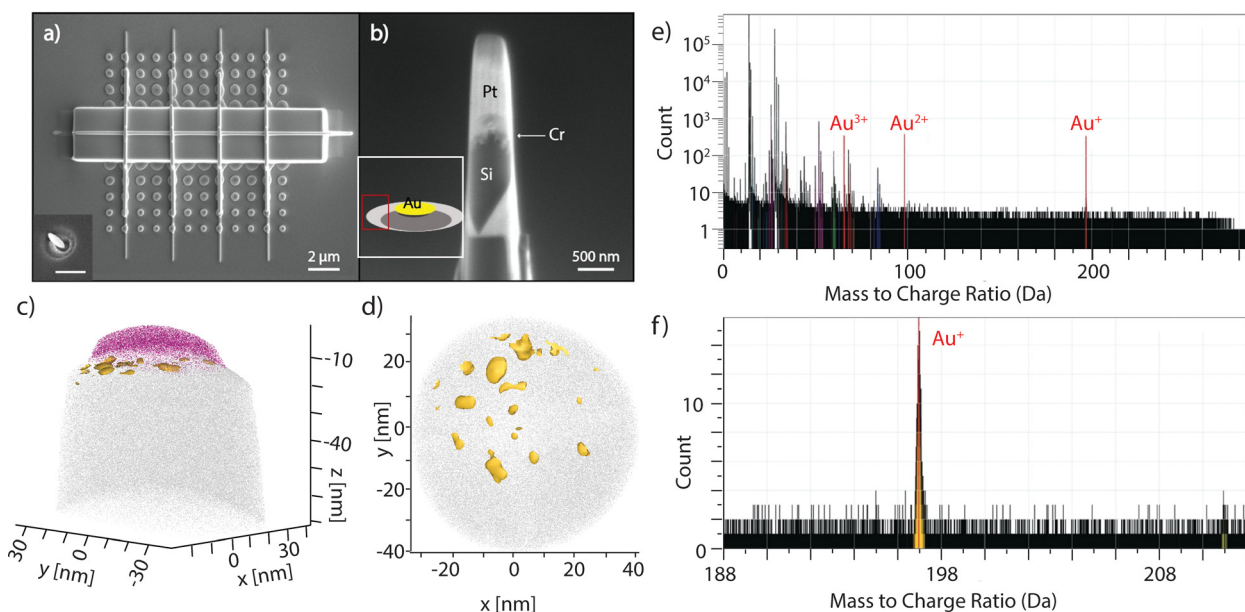 a)
2 µm
b)
Pt
Cr
Si
Au
500 nm
c)
-10
-40
z [nm]
30
0
-30
y [nm]
0
30
x [nm]
d)
20
0
-20
-40
y [nm]
-20
0
20
40
x [nm]
e)
10⁵
10⁴
10³
10²
10
1
Count
Au³⁺
Au²⁺
Au⁺
0
100
200
Mass to Charge Ratio (Da)
f)
Au⁺
10
0
Count
188
198
208
Mass to Charge Ratio (Da)